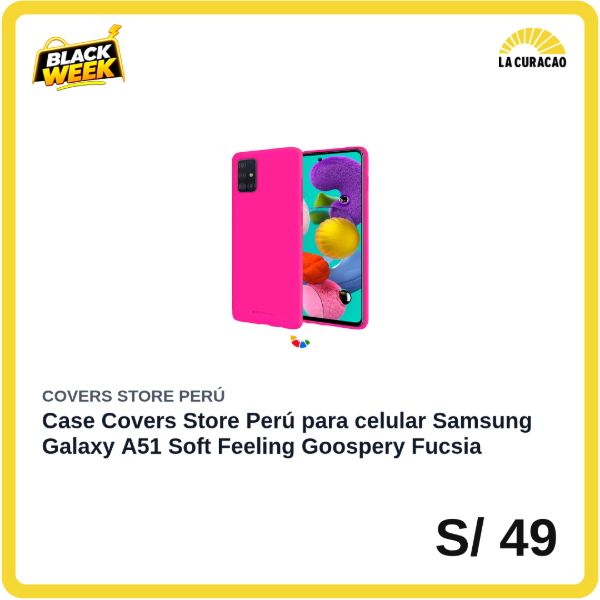 BLACK
WEEK
LA CURACAO
COVERS STORE PERÚ
Case Covers Store Perú para celular Samsung
Galaxy A51 Soft Feeling Goospery Fucsia
S/ 49